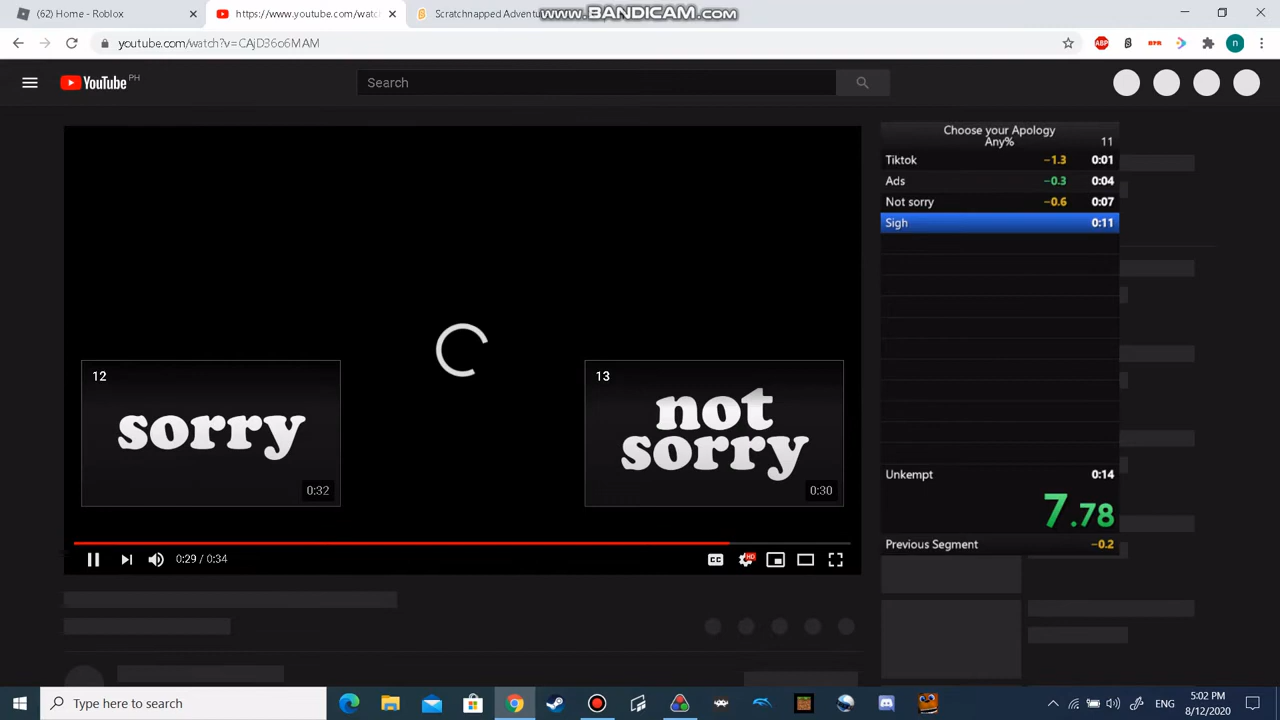 (62) Home - Roblox
https://www.youtube.com/watc
Scratchnapped Adventu
www.BANDICAM.com
youtube.com/watch?v=CAjD36o6MAM
ABP
YouTube PH
Search
Choose your Apology
Any% 11
Tiktok -1.3 0:01
Ads -0.3 0:04
Not sorry -0.6 0:07
Sigh 0:11
12
sorry
0:32
13
not
sorry
0:30
Unkempt 0:14
7.78
Previous Segment -0.2
0:29 / 0:34
CC
HD
Type here to search
ENG
5:02 PM
8/12/2020